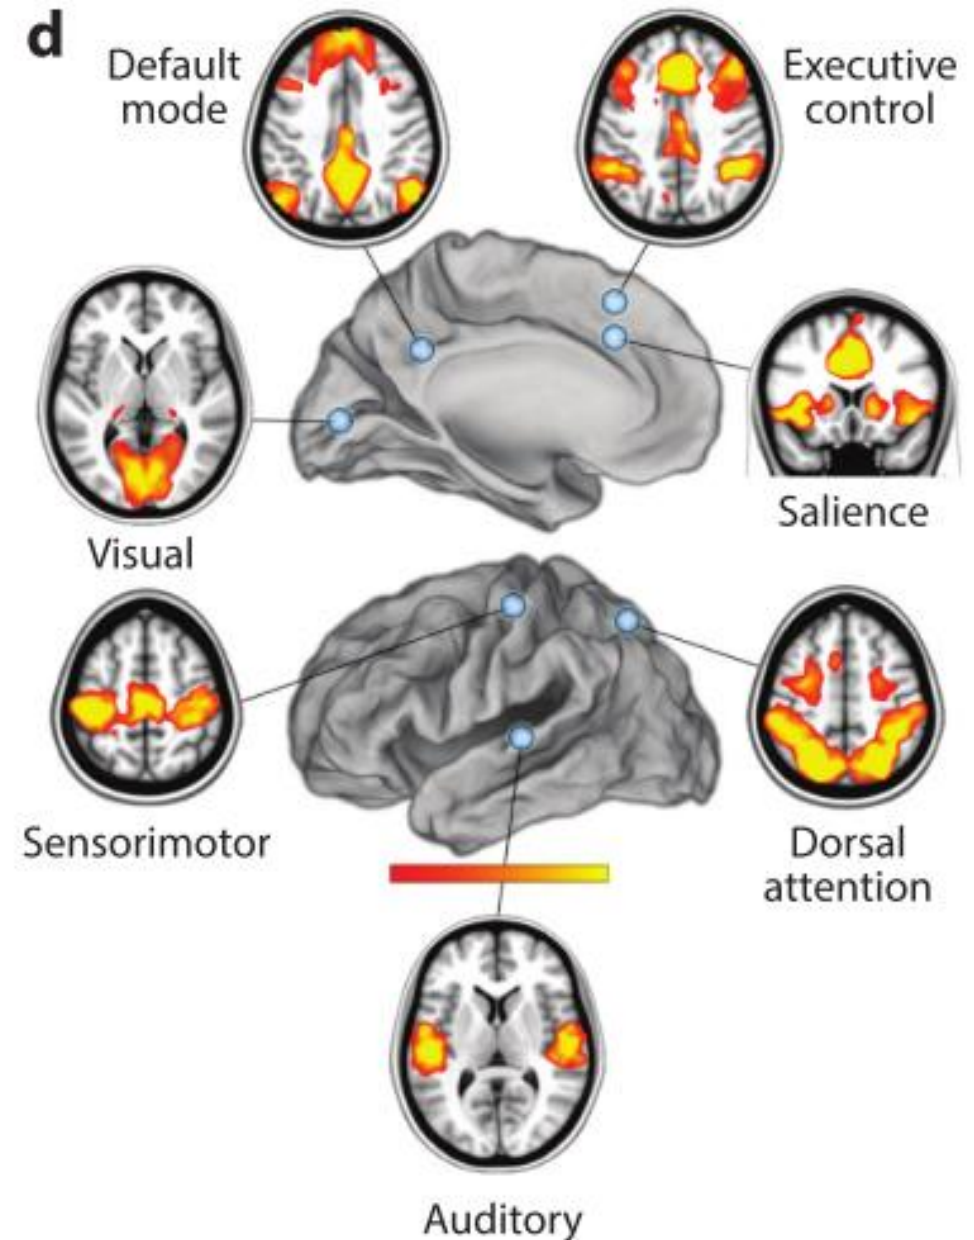 d
Default
mode
Executive
control
Salience
Visual
Sensorimotor
Dorsal
attention
Auditory